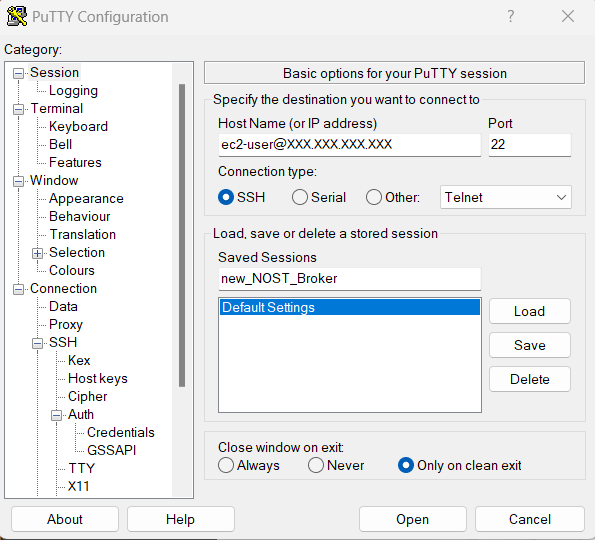 PuTTY Configuration
Category:
Session
Logging
Terminal
Keyboard
Bell
Features
Window
Appearance
Behaviour
Translation
Selection
Colours
Connection
Data
Proxy
SSH
Kex
Host keys
Cipher
Auth
Credentials
GSSAPI
TTY
X11
Basic options for your PuTTY session
Specify the destination you want to connect to
Host Name (or IP address) Port
ec2-user@XXX.XXX.XXX.XXX 22
Connection type:
SSH Serial Other: Telnet
Load, save or delete a stored session
Saved Sessions
new_NOST_Broker
Default Settings
Load
Save
Delete
Close window on exit:
Always Never Only on clean exit
About Help Open Cancel